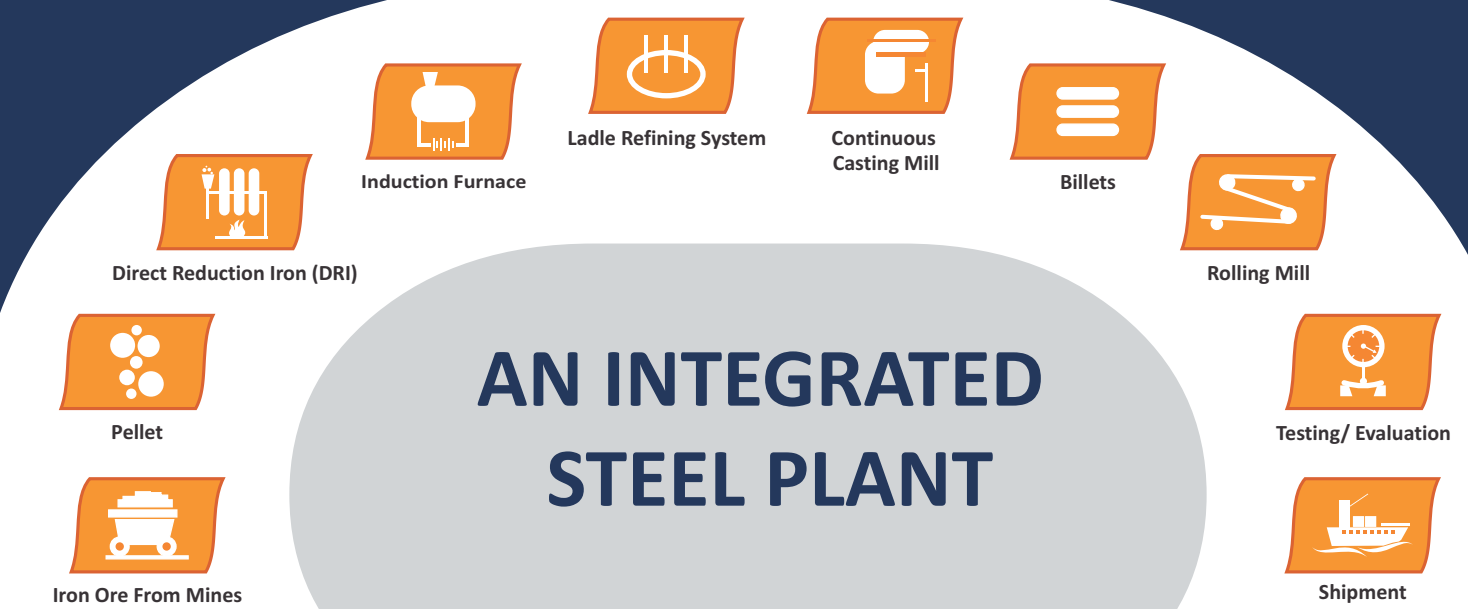 Iron Ore From Mines
Pellet
Direct Reduction Iron (DRI)
Induction Furnace
Ladle Refining System
Continuous
Casting Mill
Billets
Rolling Mill
Testing/ Evaluation
Shipment
AN INTEGRATED
STEEL PLANT